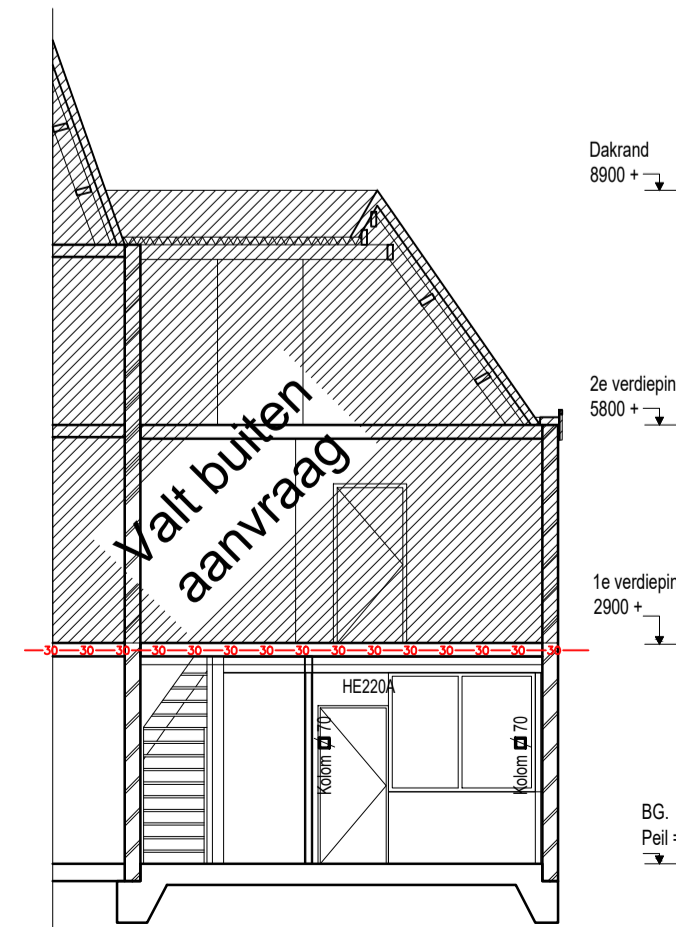 Dakrand
8900 +
2e verdiepin
5800 +
Valt buiten
aanvraag
1e verdiepin
2900 +
30 30 30 30 30 30 30 30 30 30 30 30 30 30 30
HE220A
Kolom ⌀ 70
Kolom ⌀ 70
BG.
Peil =